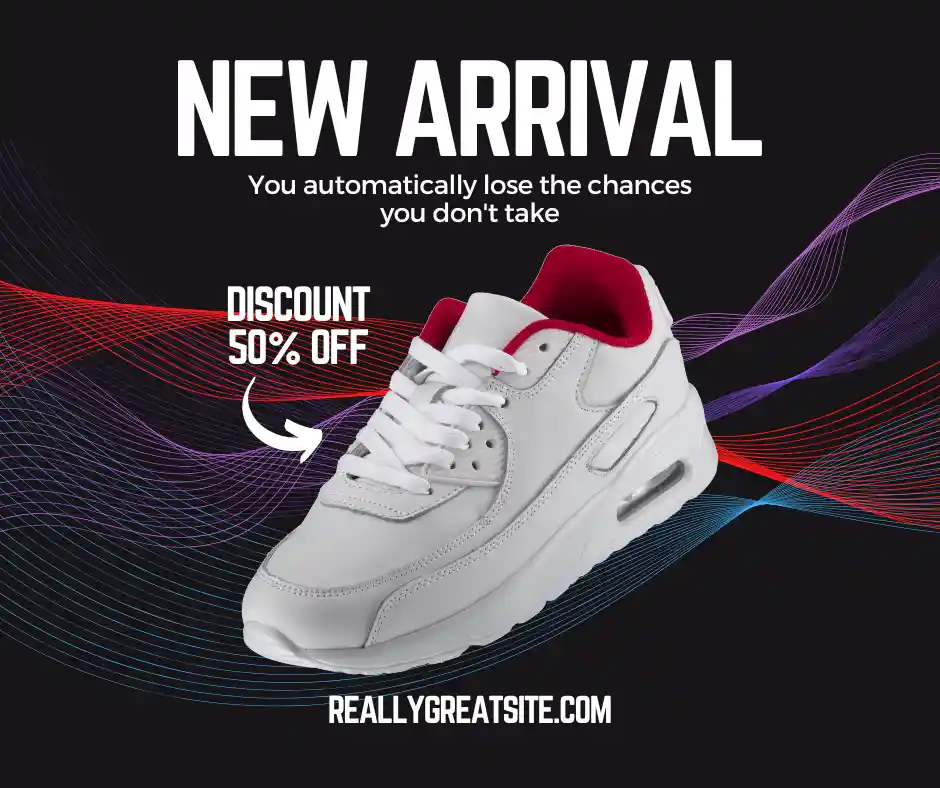 NEW ARRIVAL
You automatically lose the chances
you don't take
DISCOUNT
50% OFF
REALLYGREATSITE.COM